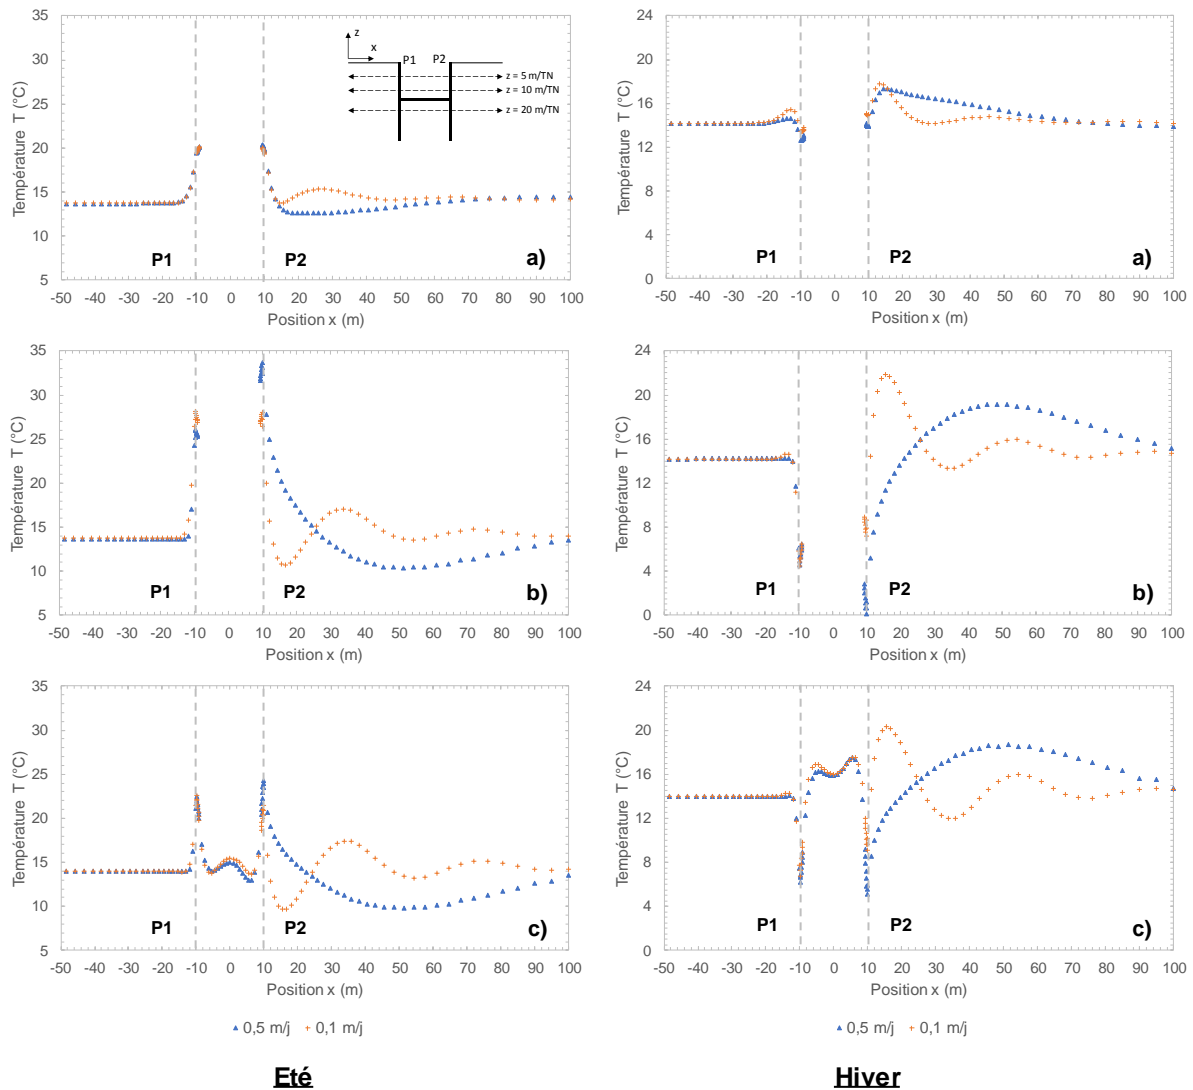 35
30
25
20
15
10
5
Température T (°C)
z
x
P1
P2
z = 5 m/TN
z = 10 m/TN
z = 20 m/TN
P1
P2
a)
-50 -40 -30 -20 -10 0 10 20 30 40 50 60 70 80 90 100
Position x (m)
24
20
16
12
8
4
0
Température T (°C)
P1
P2
a)
-50 -40 -30 -20 -10 0 10 20 30 40 50 60 70 80 90 100
Position x (m)
35
30
25
20
15
10
5
Température T (°C)
P1
P2
b)
-50 -40 -30 -20 -10 0 10 20 30 40 50 60 70 80 90 100
Position x (m)
24
20
16
12
8
4
0
Température T (°C)
P1
P2
b)
-50 -40 -30 -20 -10 0 10 20 30 40 50 60 70 80 90 100
Position x (m)
35
30
25
20
15
10
5
Température T (°C)
P1
P2
c)
-50 -40 -30 -20 -10 0 10 20 30 40 50 60 70 80 90 100
Position x (m)
0,5 m/j 0,1 m/j
Eté
24
20
16
12
8
4
0
Température T (°C)
P1
P2
c)
-50 -40 -30 -20 -10 0 10 20 30 40 50 60 70 80 90 100
Position x (m)
0,5 m/j 0,1 m/j
Hiver